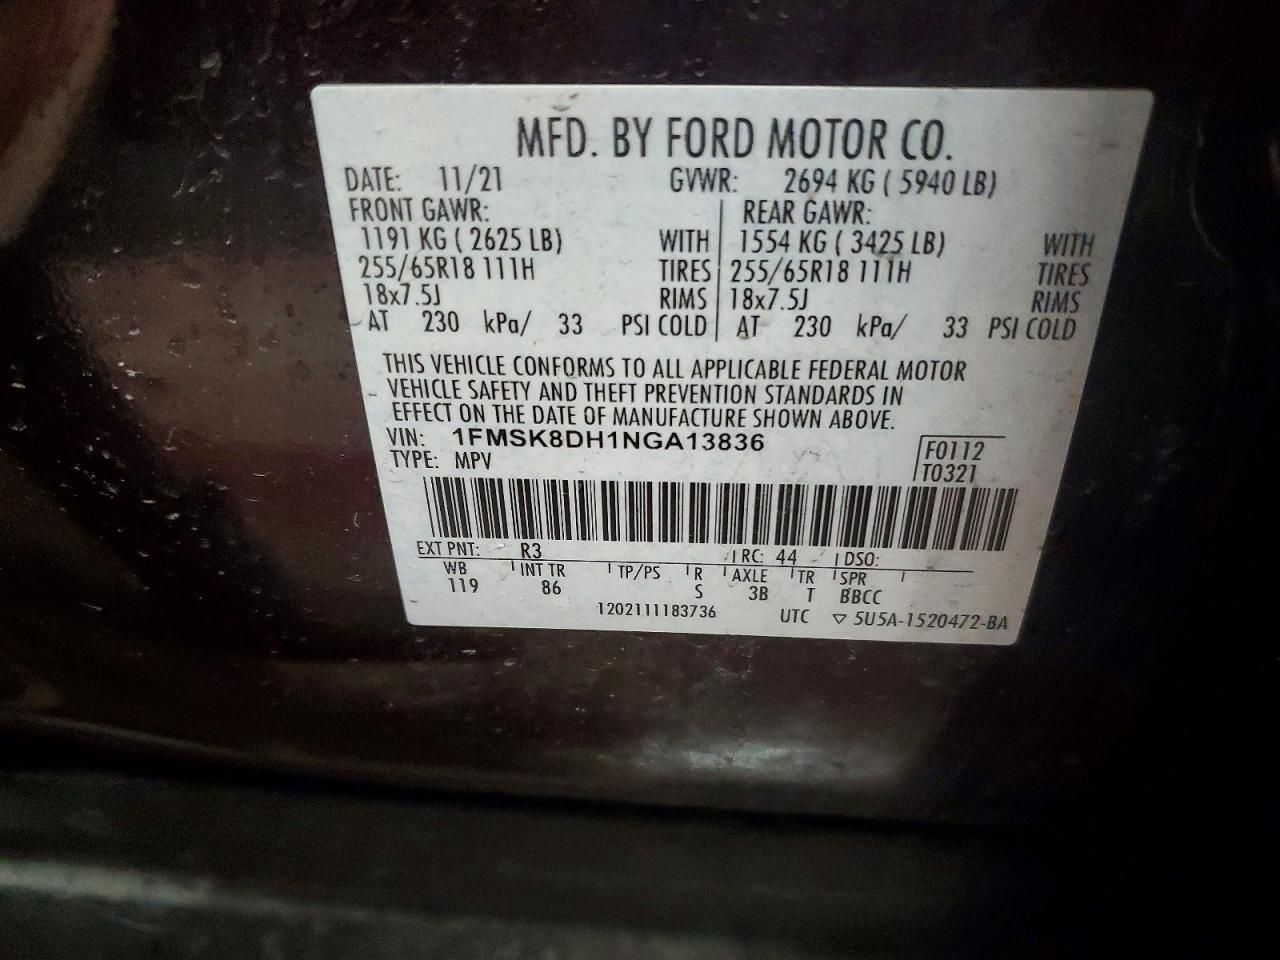 MFD. BY FORD MOTOR CO.
DATE: 11/21 GVWR: 2694 KG ( 5940 LB)
FRONT GAWR: REAR GAWR:
1191 KG ( 2625 LB) WITH 1554 KG ( 3425 LB) WITH
255/65R18 111H TIRES 255/65R18 111H TIRES
18x7.5J RIMS 18x7.5J RIMS
AT 230 kPa/ 33 PSI COLD AT 230 kPa/ 33 PSI COLD
THIS VEHICLE CONFORMS TO ALL APPLICABLE FEDERAL MOTOR
VEHICLE SAFETY AND THEFT PREVENTION STANDARDS IN
EFFECT ON THE DATE OF MANUFACTURE SHOWN ABOVE.
VIN: 1FMSK8DH1NGA13836 F0112
TYPE: MPV T0321
EXT PNT: R3 RC: 44 DSO:
WB INT TR TP/PS R AXLE TR SPR
119 86 S 3B T BBCC
1202111183736 UTC ▽ 5U5A-1520472-BA